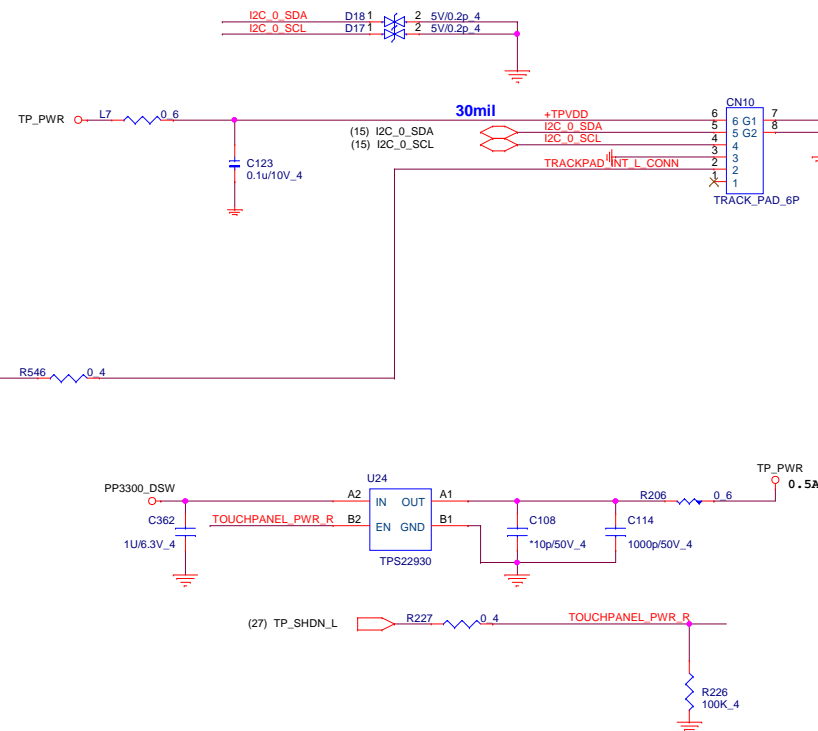 I2C_0_SDA D18 1 2 5V/0.2p_4
I2C_0_SCL D17 1 2 5V/0.2p_4
CN10
30mil
TP_PWR L7 0_6 +TPVDD 6 6 G1 7
(15) I2C_0_SDA I2C_0_SDA 5 5 G2 8
(15) I2C_0_SCL I2C_0_SCL 4 4
3 3
C123 TRACKPAD_INT_L_CONN 2 2
0.1u/10V_4 1 1
TRACK_PAD_6P
R546 0_4
U24 TP_PWR
PP3300_DSW A2 IN OUT A1 R206 0_6 0.5A
C362 TOUCHPANEL_PWR_R B2 EN GND B1 C108 C114
1U/6.3V_4 *10p/50V_4 1000p/50V_4
TPS22930
(27) TP_SHDN_L R227 0_4 TOUCHPANEL_PWR_R
R226
100K_4